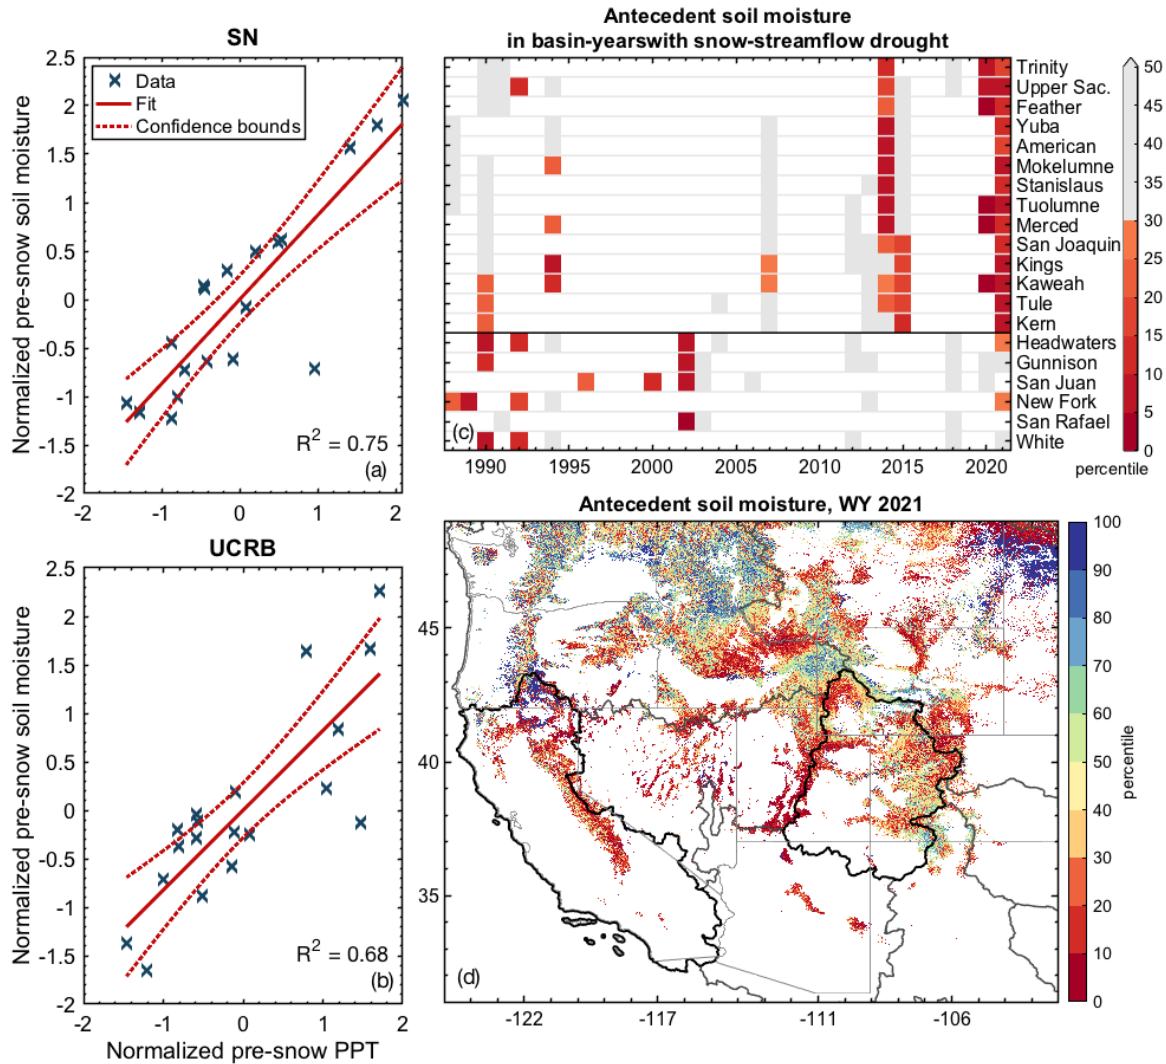 SN
2.5
2
1.5
1
0.5
0
-0.5
-1
-1.5
-2
Normalized pre-snow soil moisture
Data
Fit
Confidence bounds
R² = 0.75
(a)
-2 -1 0 1 2
UCRB
2.5
2
1.5
1
0.5
0
-0.5
-1
-1.5
-2
Normalized pre-snow soil moisture
R² = 0.68
(b)
-2 -1 0 1 2
Normalized pre-snow PPT
Antecedent soil moisture
in basin-yearswith snow-streamflow drought
Trinity
Upper Sac.
Feather
Yuba
American
Mokelumne
Stanislaus
Tuolumne
Merced
San Joaquin
Kings
Kaweah
Tule
Kern
Headwaters
Gunnison
San Juan
New Fork
San Rafael
White
(c)
1990 1995 2000 2005 2010 2015 2020
50
45
40
35
30
25
20
15
10
5
0
percentile
Antecedent soil moisture, WY 2021
45
40
35
(d)
-122 -117 -111 -106
100
90
80
70
60
50
40
30
20
10
0
percentile